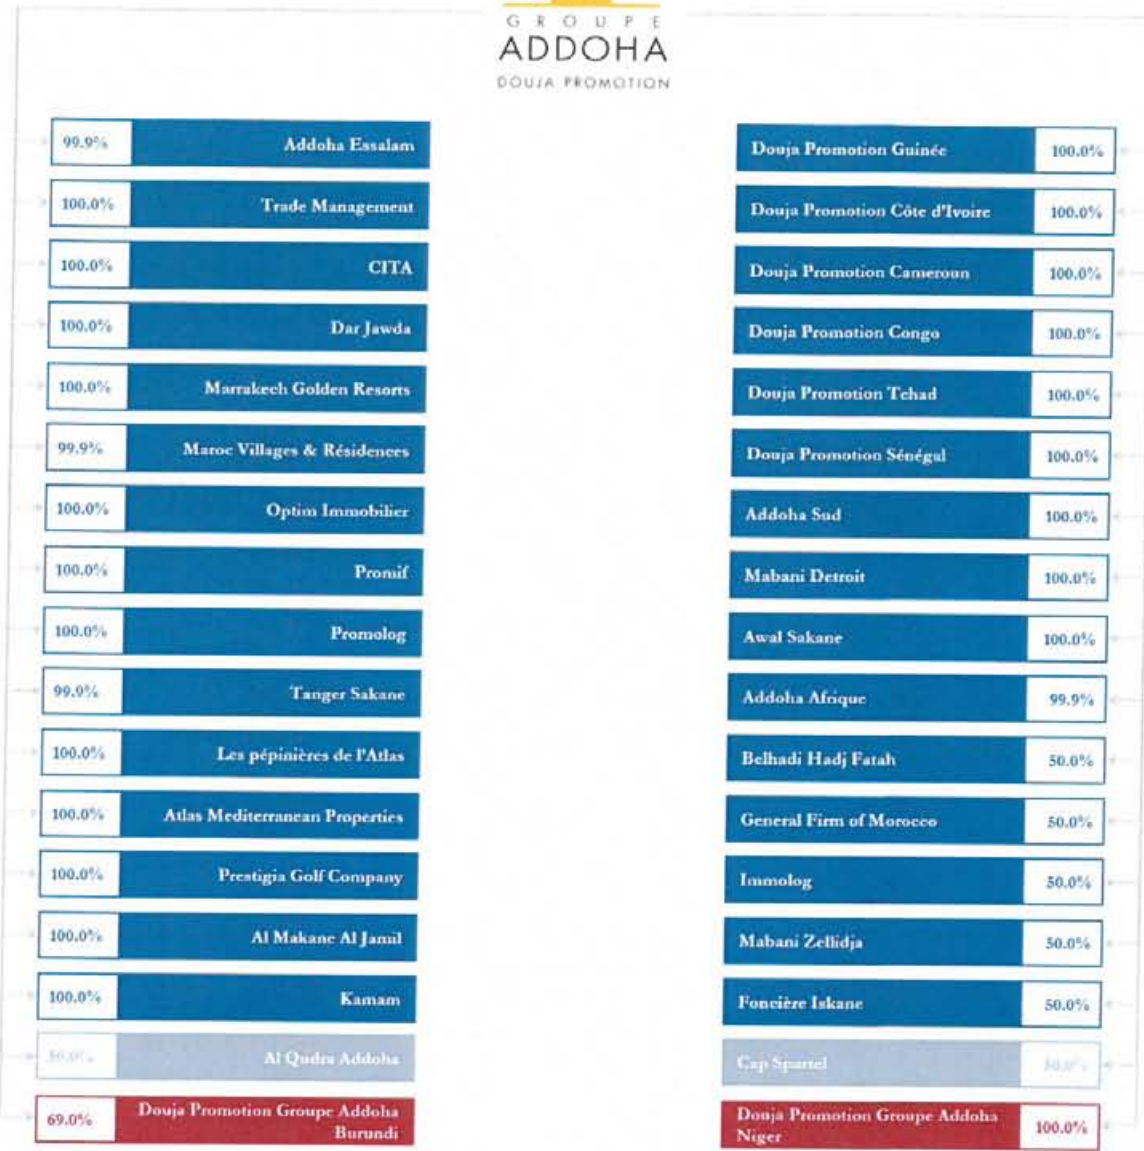 GROUPE
ADDOHA
DOUJA PROMOTION
99.9% Addoha Essalam
100.0% Trade Management
100.0% CITA
100.0% Dar Jawda
100.0% Marrakech Golden Resorts
99.9% Maroc Villages & Résidences
100.0% Optim Immobilier
100.0% Promif
100.0% Promolog
99.9% Tanger Sakane
100.0% Les pépinières de l'Atlas
100.0% Atlas Mediterranean Properties
100.0% Prestigia Golf Company
100.0% Al Makane Al Jamil
100.0% Kamam
50.0% Al Qudra Addoha
69.0% Douja Promotion Groupe Addoha
Burundi
Douja Promotion Guinée 100.0%
Douja Promotion Côte d'Ivoire 100.0%
Douja Promotion Cameroun 100.0%
Douja Promotion Congo 100.0%
Douja Promotion Tchad 100.0%
Douja Promotion Sénégal 100.0%
Addoha Sud 100.0%
Mabani Detroit 100.0%
Awal Sakane 100.0%
Addoha Afrique 99.9%
Belhadi Hadj Fatah 50.0%
General Firm of Morocco 50.0%
Immolog 50.0%
Mabani Zellidja 50.0%
Foncière Iskane 50.0%
Cap Spartel 50.0%
Douja Promotion Groupe Addoha
Niger 100.0%